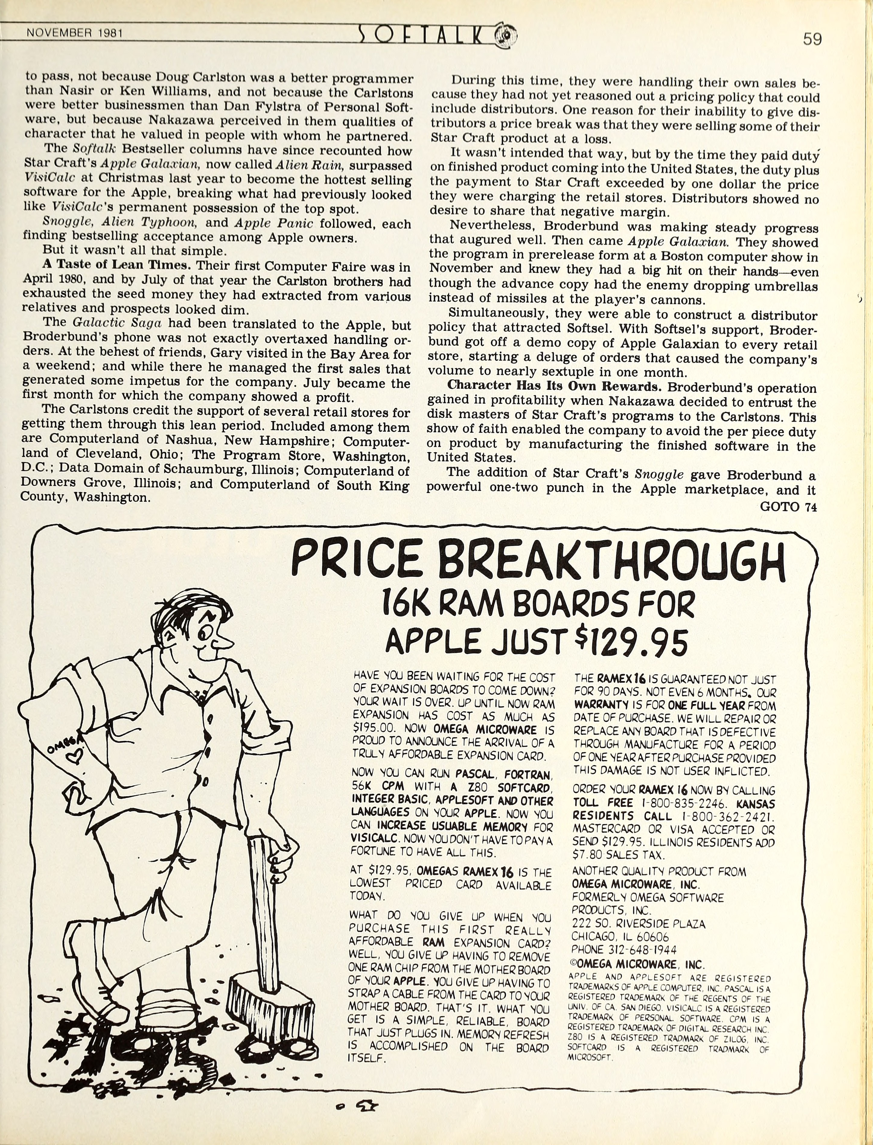 NOVEMBER 1981
SOFTALK
59
to pass, not because Doug Carlston was a better programmer
than Nasir or Ken Williams, and not because the Carlstons
were better businessmen than Dan Fylstra of Personal Soft-
ware, but because Nakazawa perceived in them qualities of
character that he valued in people with whom he partnered.
The Softalk Bestseller columns have since recounted how
Star Craft's Apple Galaxian, now called Alien Rain, surpassed
VisiCalc at Christmas last year to become the hottest selling
software for the Apple, breaking what had previously looked
like VisiCalc's permanent possession of the top spot.
Snoggle, Alien Typhoon, and Apple Panic followed, each
finding bestselling acceptance among Apple owners.
But it wasn't all that simple.
A Taste of Lean Times. Their first Computer Faire was in
April 1980, and by July of that year the Carlston brothers had
exhausted the seed money they had extracted from various
relatives and prospects looked dim.
The Galactic Saga had been translated to the Apple, but
Broderbund's phone was not exactly overtaxed handling or-
ders. At the behest of friends, Gary visited in the Bay Area for
a weekend; and while there he managed the first sales that
generated some impetus for the company. July became the
first month for which the company showed a profit.
The Carlstons credit the support of several retail stores for
getting them through this lean period. Included among them
are Computerland of Nashua, New Hampshire; Computer-
land of Cleveland, Ohio; The Program Store, Washington,
D.C.; Data Domain of Schaumburg, Illinois; Computerland of
Downers Grove, Illinois; and Computerland of South King
County, Washington.
During this time, they were handling their own sales be-
cause they had not yet reasoned out a pricing policy that could
include distributors. One reason for their inability to give dis-
tributors a price break was that they were selling some of their
Star Craft product at a loss.
It wasn't intended that way, but by the time they paid duty
on finished product coming into the United States, the duty plus
the payment to Star Craft exceeded by one dollar the price
they were charging the retail stores. Distributors showed no
desire to share that negative margin.
Nevertheless, Broderbund was making steady progress
that augured well. Then came Apple Galaxian. They showed
the program in prerelease form at a Boston computer show in
November and knew they had a big hit on their hands—even
though the advance copy had the enemy dropping umbrellas
instead of missiles at the player's cannons.
Simultaneously, they were able to construct a distributor
policy that attracted Softsel. With Softsel's support, Broder-
bund got off a demo copy of Apple Galaxian to every retail
store, starting a deluge of orders that caused the company's
volume to nearly sextuple in one month.
Character Has Its Own Rewards. Broderbund's operation
gained in profitability when Nakazawa decided to entrust the
disk masters of Star Craft's programs to the Carlstons. This
show of faith enabled the company to avoid the per piece duty
on product by manufacturing the finished software in the
United States.
The addition of Star Craft's Snoggle gave Broderbund a
powerful one-two punch in the Apple marketplace, and it
GOTO 74
PRICE BREAKTHROUGH
16K RAM BOARDS FOR
APPLE JUST $129.95
OMEGA
HAVE YOU BEEN WAITING FOR THE COST
OF EXPANSION BOARDS TO COME DOWN?
YOUR WAIT IS OVER. UP UNTIL NOW RAM
EXPANSION HAS COST AS MUCH AS
$195.00. NOW OMEGA MICROWARE IS
PROUD TO ANNOUNCE THE ARRIVAL OF A
TRULY AFFORDABLE EXPANSION CARD.
NOW YOU CAN RUN PASCAL, FORTRAN,
56K CPM WITH A Z80 SOFTCARD,
INTEGER BASIC, APPLESOFT AND OTHER
LANGUAGES ON YOUR APPLE. NOW YOU
CAN INCREASE USUABLE MEMORY FOR
VISICALC. NOW YOU DON'T HAVE TO PAY A
FORTUNE TO HAVE ALL THIS.
AT $129.95, OMEGAS RAMEX 16 IS THE
LOWEST PRICED CARD AVAILABLE
TODAY.
WHAT DO YOU GIVE UP WHEN YOU
PURCHASE THIS FIRST REALLY
AFFORDABLE RAM EXPANSION CARD?
WELL, YOU GIVE UP HAVING TO REMOVE
ONE RAM CHIP FROM THE MOTHER BOARD
OF YOUR APPLE. YOU GIVE UP HAVING TO
STRAP A CABLE FROM THE CARD TO YOUR
MOTHER BOARD. THAT'S IT. WHAT YOU
GET IS A SIMPLE, RELIABLE, BOARD
THAT JUST PLUGS IN. MEMORY REFRESH
IS ACCOMPLISHED ON THE BOARD
ITSELF.
THE RAMEX 16 IS GUARANTEED NOT JUST
FOR 90 DAYS. NOT EVEN 6 MONTHS. OUR
WARRANTY IS FOR ONE FULL YEAR FROM
DATE OF PURCHASE. WE WILL REPAIR OR
REPLACE ANY BOARD THAT IS DEFECTIVE
THROUGH MANUFACTURE FOR A PERIOD
OF ONE YEAR AFTER PURCHASE PROVIDED
THIS DAMAGE IS NOT USER INFLICTED.
ORDER YOUR RAMEX 16 NOW BY CALLING
TOLL FREE 1-800-835-2246. KANSAS
RESIDENTS CALL 1-800-362-2421.
MASTERCARD OR VISA ACCEPTED OR
SEND $129.95. ILLINOIS RESIDENTS ADD
$7.80 SALES TAX.
ANOTHER QUALITY PRODUCT FROM
OMEGA MICROWARE, INC.
FORMERLY OMEGA SOFTWARE
PRODUCTS, INC.
222 SO. RIVERSIDE PLAZA
CHICAGO, IL 60606
PHONE 312-648-1944
©OMEGA MICROWARE, INC.
APPLE AND APPLESOFT ARE REGISTERED
TRADEMARKS OF APPLE COMPUTER, INC. PASCAL IS A
REGISTERED TRADEMARK OF THE REGENTS OF THE
UNIV. OF CA. SAN DIEGO. VISICALC IS A REGISTERED
TRADEMARK OF PERSONAL SOFTWARE. CPM IS A
REGISTERED TRADEMARK OF DIGITAL RESEARCH INC.
Z80 IS A REGISTERED TRADMARK OF ZILOG, INC.
SOFTCARD IS A REGISTERED TRADMARK OF
MICROSOFT.